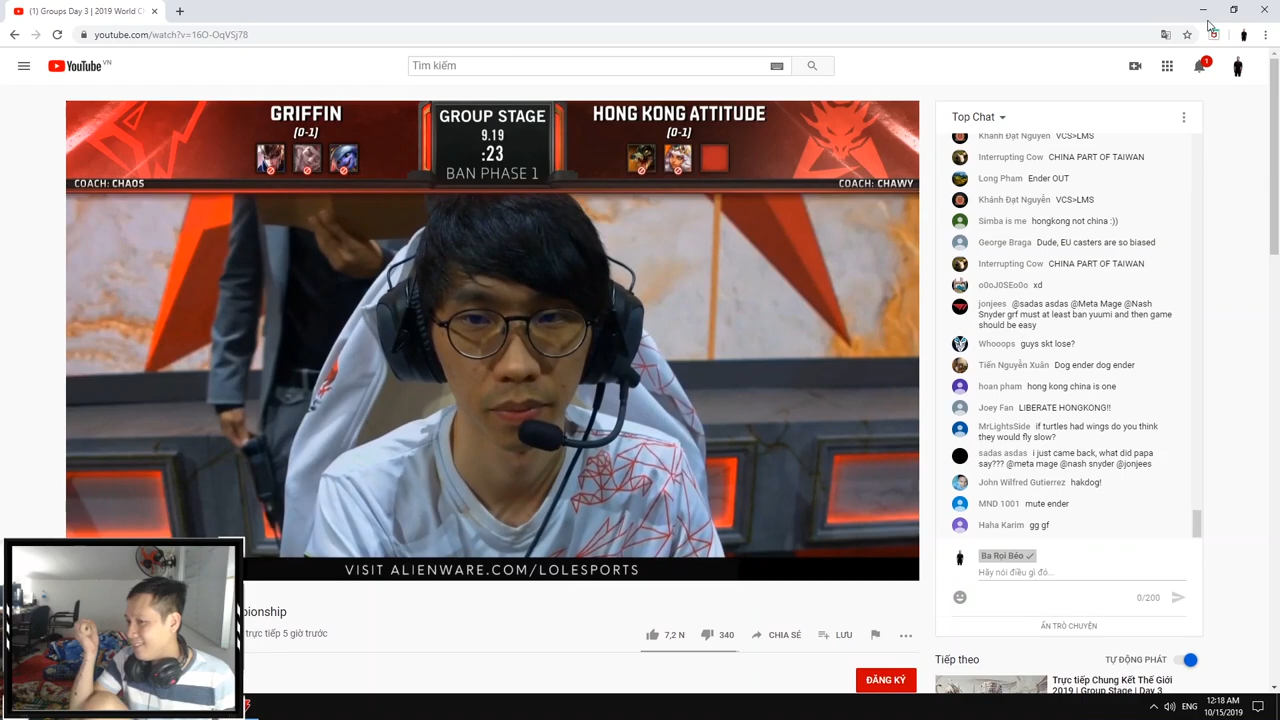 (1) Groups Day 3 | 2019 World Ch
youtube.com/watch?v=16O-OqVSj78
YouTube VN
Tìm kiếm
1
GRIFFIN
(0-1)
GROUP STAGE
9.19
:23
BAN PHASE 1
HONG KONG ATTITUDE
(0-1)
COACH: CHAOS
COACH: CHAWY
VISIT ALIENWARE.COM/LOLESPORTS
Top Chat
Khánh Đạt Nguyễn VCS>LMS
Interrupting Cow CHINA PART OF TAIWAN
Long Pham Ender OUT
Khánh Đạt Nguyễn VCS>LMS
Simba is me hongkong not china :))
George Braga Dude, EU casters are so biased
Interrupting Cow CHINA PART OF TAIWAN
o0oJ0SEo0o xd
jonjees @sadas asdas @Meta Mage @Nash
Snyder grf must at least ban yuumi and then game
should be easy
Whooops guys skt lose?
Tiến Nguyễn Xuân Dog ender dog ender
hoan pham hong kong china is one
Joey Fan LIBERATE HONGKONG!!
MrLightsSide if turtles had wings do you think
they would fly slow?
sadas asdas i just came back, what did papa
say??? @meta mage @nash snyder @jonjees
John Wilfred Gutierrez hakdog!
MND 1001 mute ender
Haha Karim gg gf
Ba Rọi Béo
Hãy nói điều gì đó...
0/200
ẨN TRÒ CHUYỆN
pionship
trực tiếp 5 giờ trước
7,2 N
340
CHIA SẺ
LƯU
ĐĂNG KÝ
Tiếp theo
TỰ ĐỘNG PHÁT
Trực tiếp Chung Kết Thế Giới
2019 | Group Stage | Day 3
ENG
12:18 AM
10/15/2019